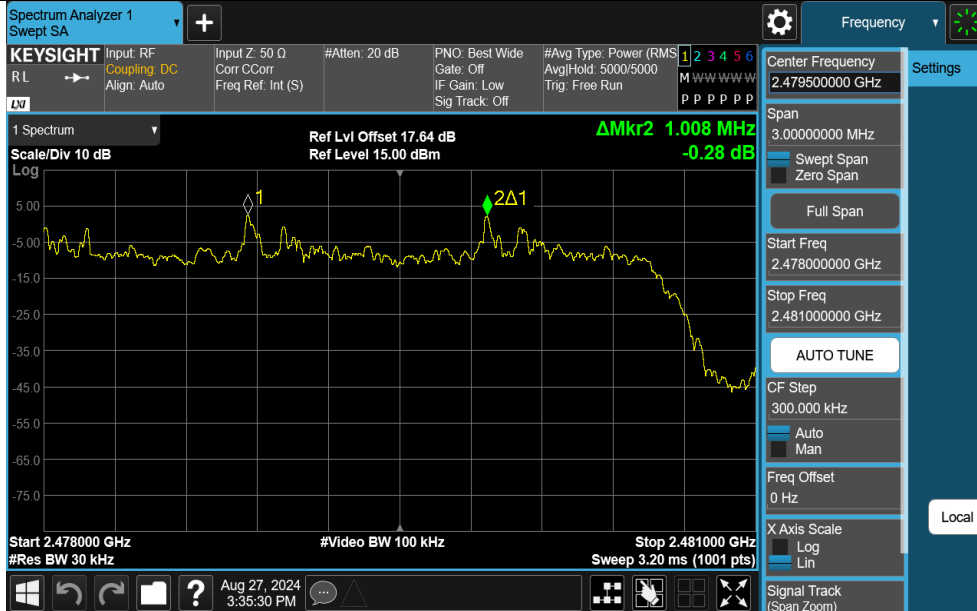 Spectrum Analyzer 1
Swept SA
+
Frequency
KEYSIGHT
R L
LXI
Input: RF
Coupling: DC
Align: Auto
Input Z: 50 Ω
Corr CCorr
Freq Ref: Int (S)
#Atten: 20 dB
PNO: Best Wide
Gate: Off
IF Gain: Low
Sig Track: Off
#Avg Type: Power (RMS
Avg|Hold: 5000/5000
Trig: Free Run
1 2 3 4 5 6
M W W W W W
P P P P P P
1 Spectrum
Scale/Div 10 dB
Log
Ref Lvl Offset 17.64 dB
Ref Level 15.00 dBm
ΔMkr2 1.008 MHz
-0.28 dB
1
2Δ1
5.00
-5.00
-15.0
-25.0
-35.0
-45.0
-55.0
-65.0
-75.0
Start 2.478000 GHz
#Res BW 30 kHz
#Video BW 100 kHz
Stop 2.481000 GHz
Sweep 3.20 ms (1001 pts)
?
Aug 27, 2024
3:35:30 PM
Center Frequency
2.479500000 GHz
Span
3.00000000 MHz
Swept Span
Zero Span
Full Span
Start Freq
2.478000000 GHz
Stop Freq
2.481000000 GHz
AUTO TUNE
CF Step
300.000 kHz
Auto
Man
Freq Offset
0 Hz
X Axis Scale
Log
Lin
Signal Track
(Span Zoom)
Settings
Local